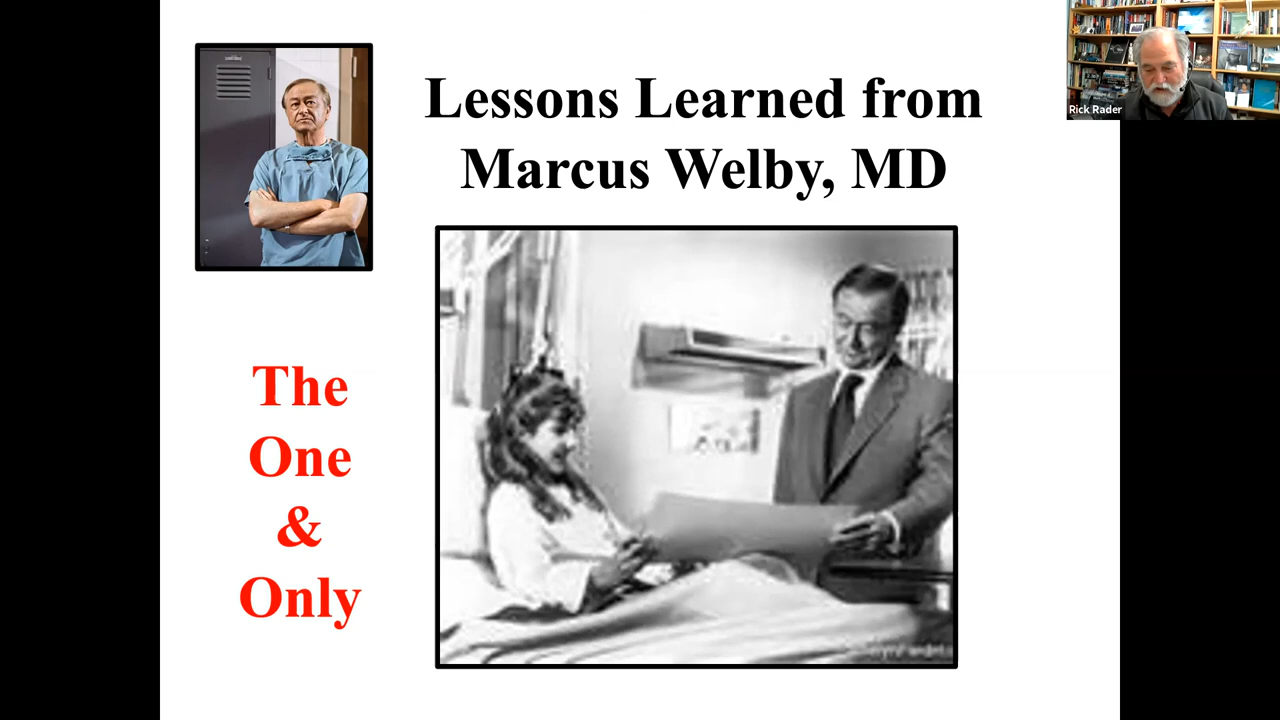 Lessons Learned from
Marcus Welby, MD
The
One
&
Only
Rick Rader